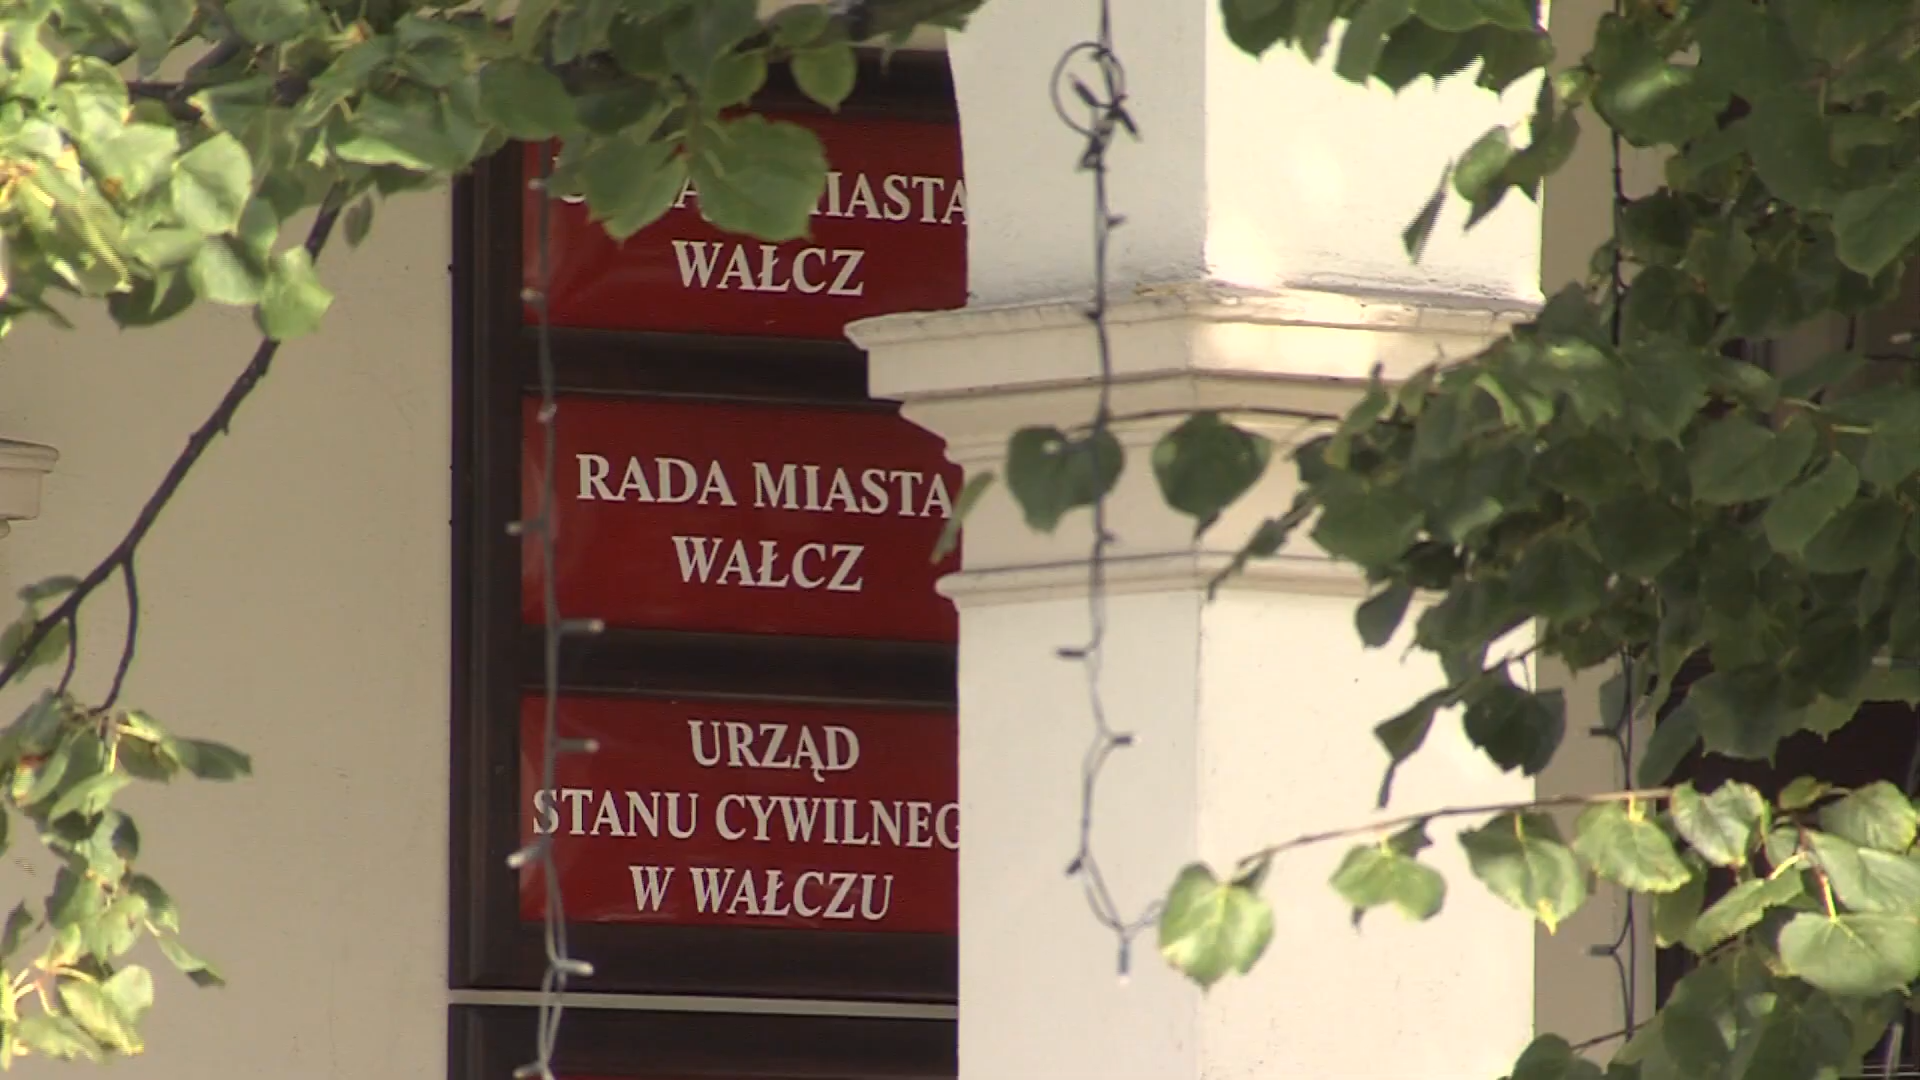 MIASTA
WAŁCZ
RADA MIASTA
WAŁCZ
URZĄD
STANU CYWILNEG
W WAŁCZU